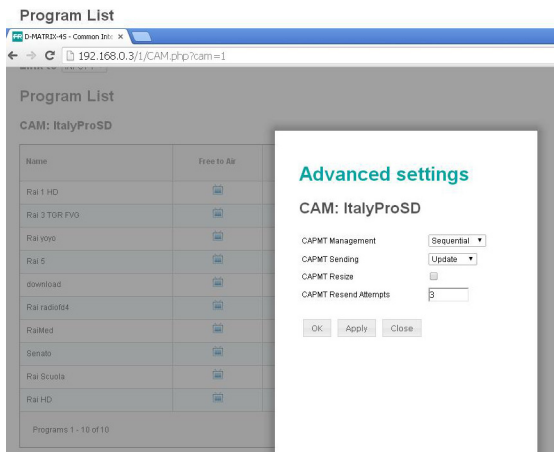 Program List
D-MATRIX-4S - Common Inte
192.168.0.3/1/CAM.php?cam=1
Program List
CAM: ItalyProSD
Name Free to Air
Rai 1 HD
Rai 3 TGR FVG
Rai yoyo
Rai 5
download
Rai radiofd4
RaiMed
Senato
Rai Scuola
Rai HD
Programs 1 - 10 of 10
Advanced settings
CAM: ItalyProSD
CAPMT Management Sequential
CAPMT Sending Update
CAPMT Resize
CAPMT Resend Attempts 3
OK Apply Close